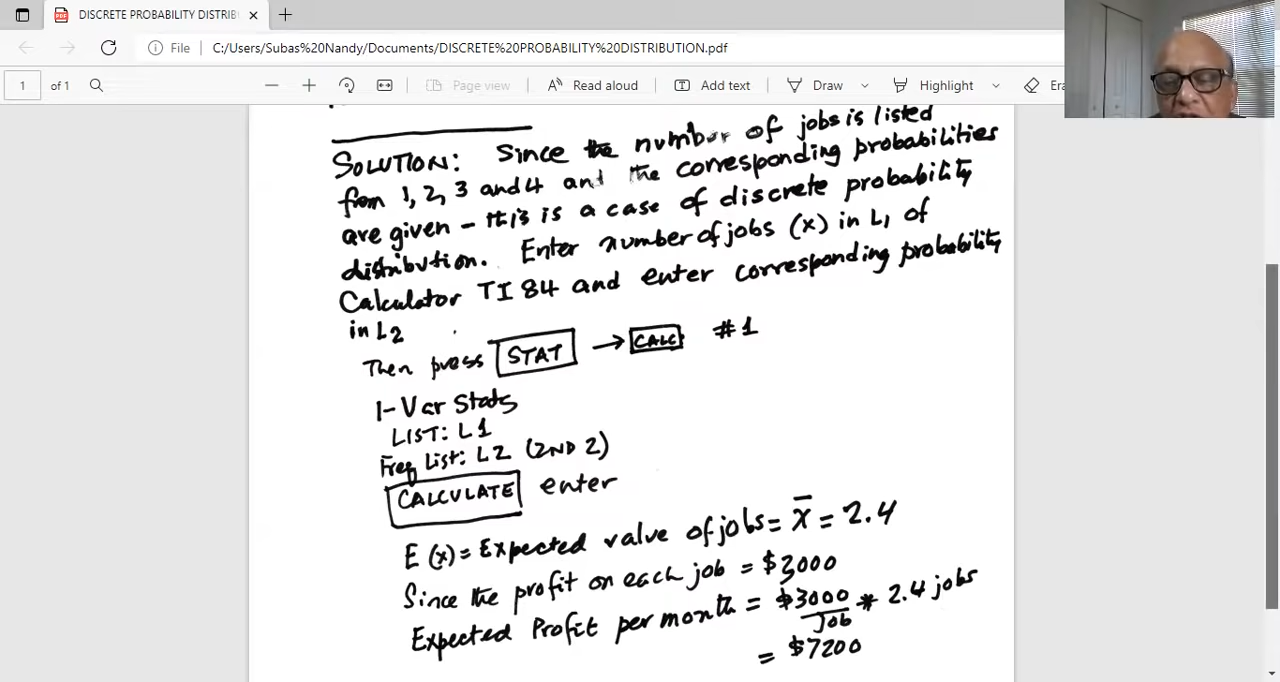 DISCRETE PROBABILITY DISTRIBU
File C:/Users/Subas%20Nandy/Documents/DISCRETE%20PROBABILITY%20DISTRIBUTION.pdf
1 of 1 Page view Read aloud Add text Draw Highlight Era
SOLUTION: Since the number of jobs is listed
from 1, 2, 3 and 4 and the corresponding probabilities
are given - this is a case of discrete probability
distribution. Enter number of jobs (x) in L1 of
Calculator TI 84 and enter corresponding probability
in L2
Then press STAT → CALC #1
1-Var Stats
LIST: L1
Freq List: L2 (2ND 2)
CALCULATE enter
E (x) = Expected value of jobs = x̄ = 2.4
Since the profit on each job = $3000
Expected Profit per month = $3000/Job * 2.4 jobs
= $7200